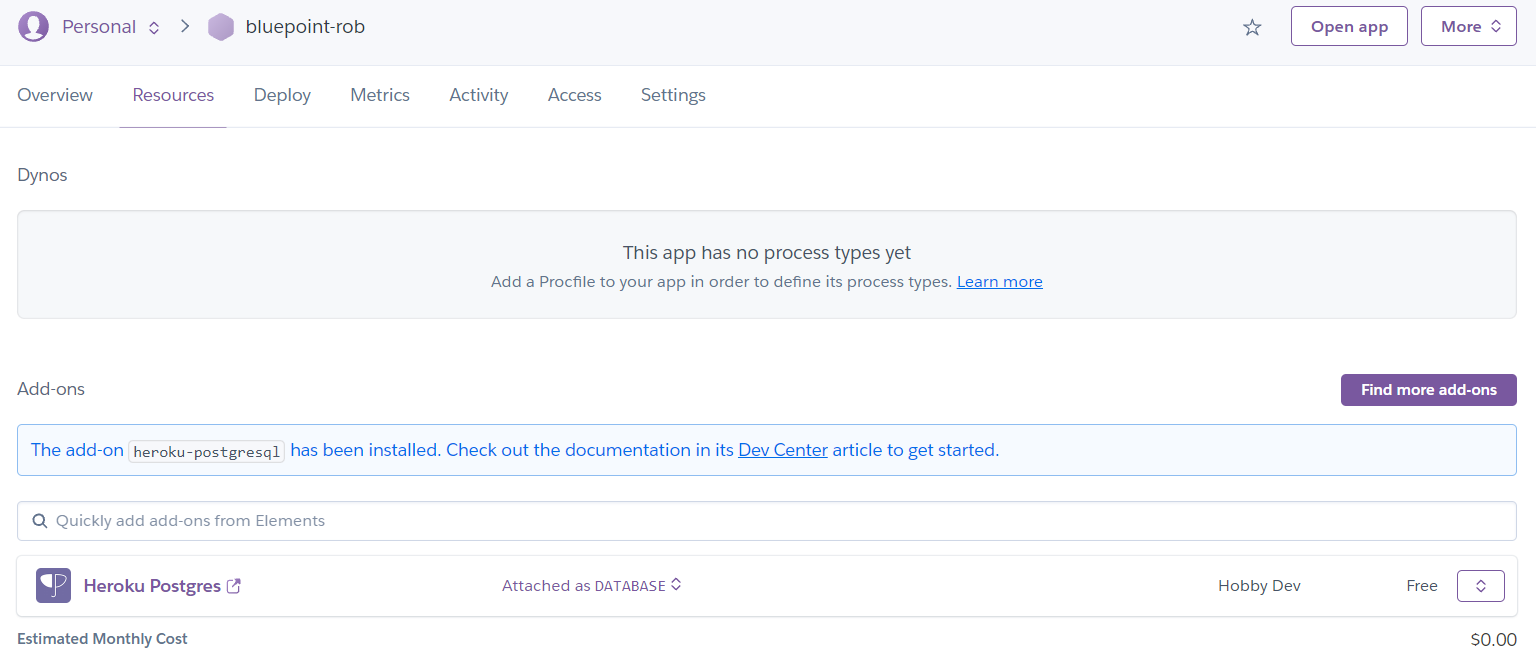 Personal bluepoint-rob Open app More
Overview Resources Deploy Metrics Activity Access Settings
Dynos
This app has no process types yet
Add a Procfile to your app in order to define its process types. Learn more
Add-ons Find more add-ons
The add-on heroku-postgresql has been installed. Check out the documentation in its Dev Center article to get started.
Quickly add add-ons from Elements
Heroku Postgres Attached as DATABASE Hobby Dev Free
Estimated Monthly Cost $0.00